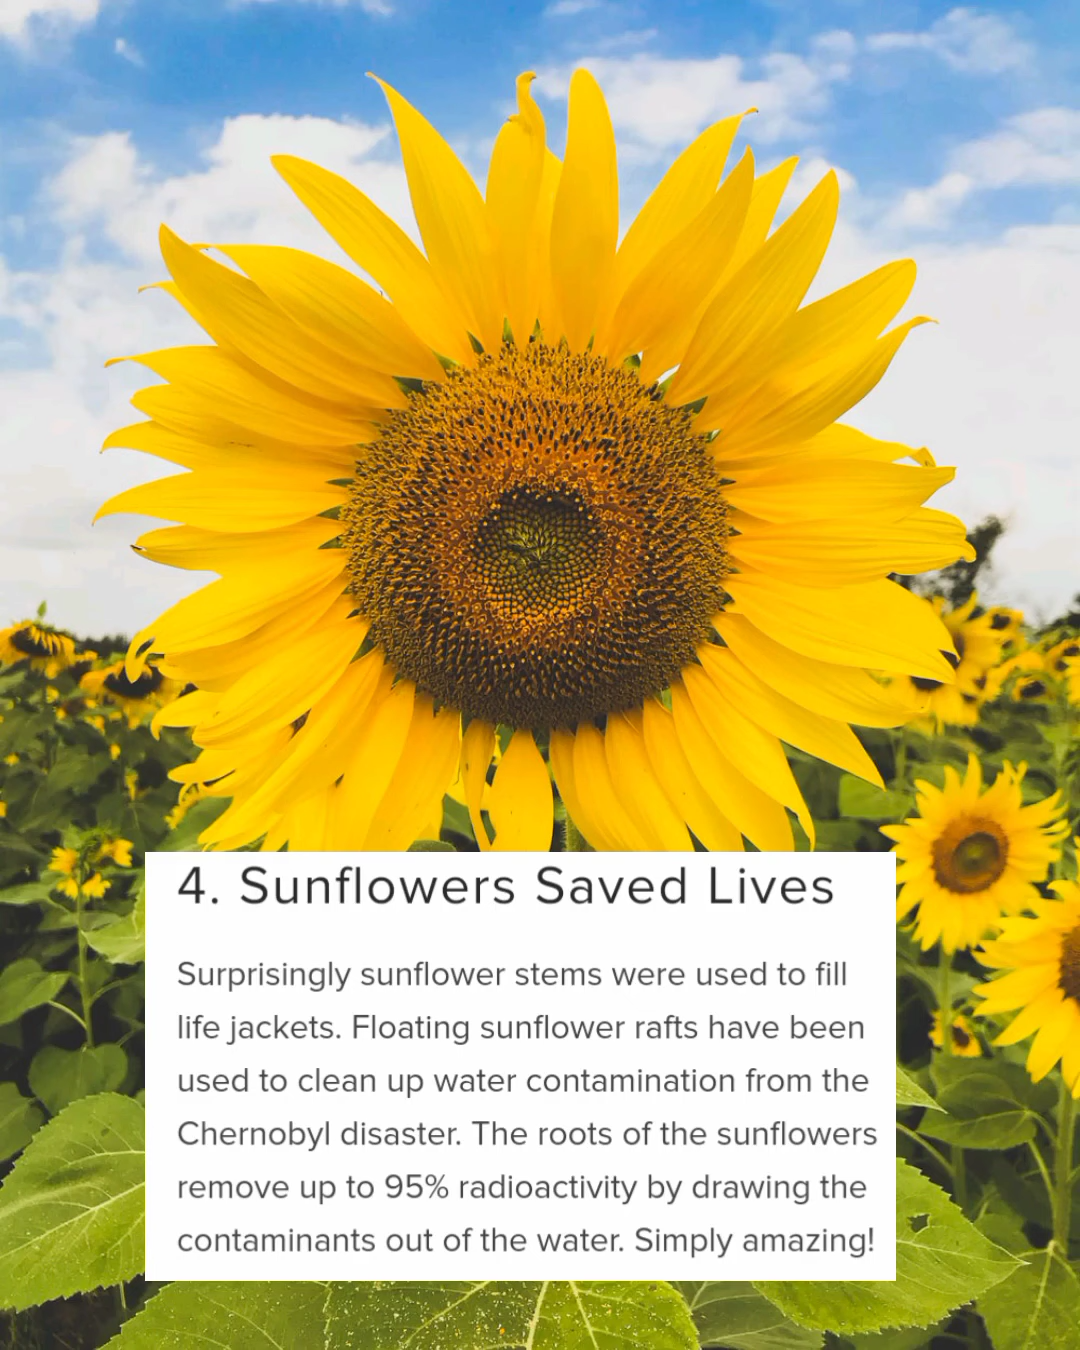 4. Sunflowers Saved Lives
Surprisingly sunflower stems were used to fill
life jackets. Floating sunflower rafts have been
used to clean up water contamination from the
Chernobyl disaster. The roots of the sunflowers
remove up to 95% radioactivity by drawing the
contaminants out of the water. Simply amazing!